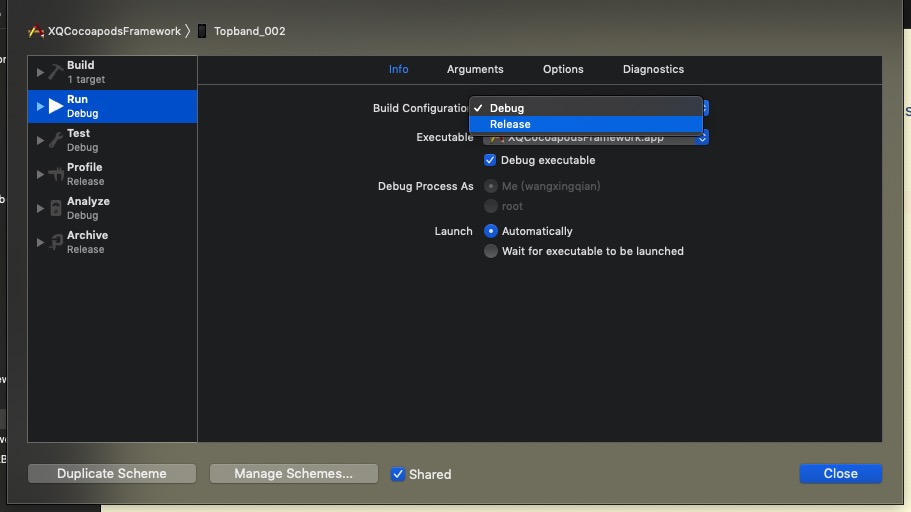 XQCocoapodsFramework 〉 Topband_002
Build
1 target
Run
Debug
Test
Debug
Profile
Release
Analyze
Debug
Archive
Release
Info Arguments Options Diagnostics
Build Configuratio
✓ Debug
Release
Executable XQCocoapodsFramework.app
Debug executable
Debug Process As Me (wangxingqian)
root
Launch Automatically
Wait for executable to be launched
Duplicate Scheme Manage Schemes... Shared Close